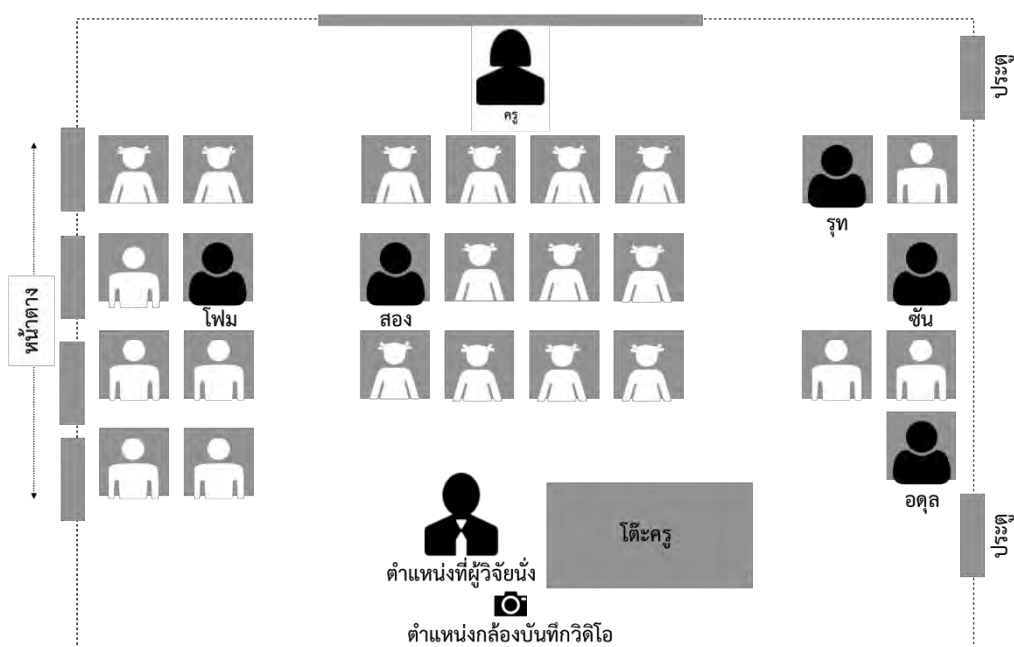 ครู
ประตู
รุท
หน้าต่าง
โฟม
สอง
ซัน
อดุล
โต๊ะครู
ประตู
ตำแหน่งที่ผู้วิจัยนั่ง
ตำแหน่งกล้องบันทึกวิดิโอ